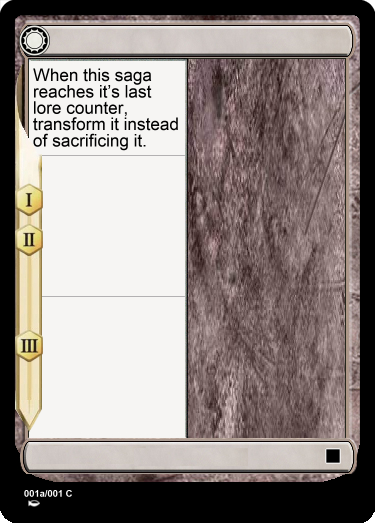 When this saga
reaches it's last
lore counter,
transform it instead
of sacrificing it.
I
II
III
001a/001 C